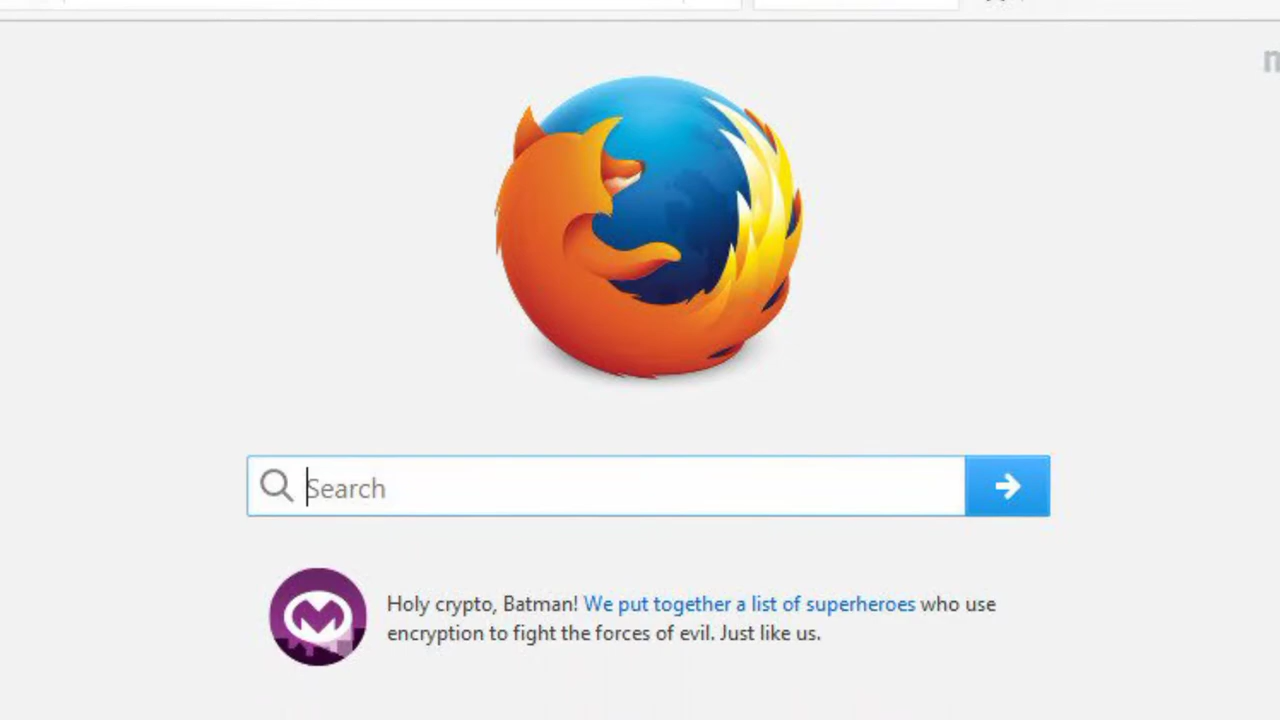 Search
Holy crypto, Batman! We put together a list of superheroes who use
encryption to fight the forces of evil. Just like us.